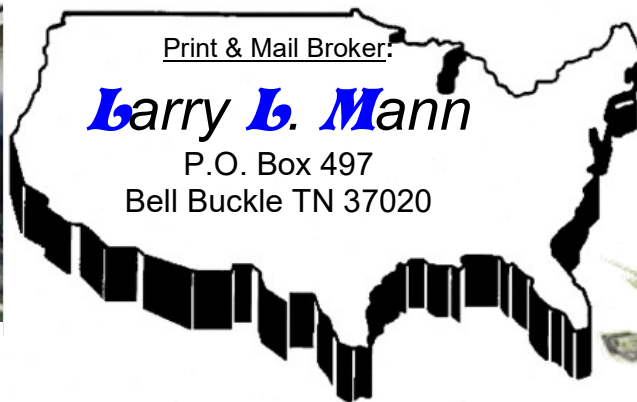 Print & Mail Broker:
Larry L. Mann
P.O. Box 497
Bell Buckle TN 37020